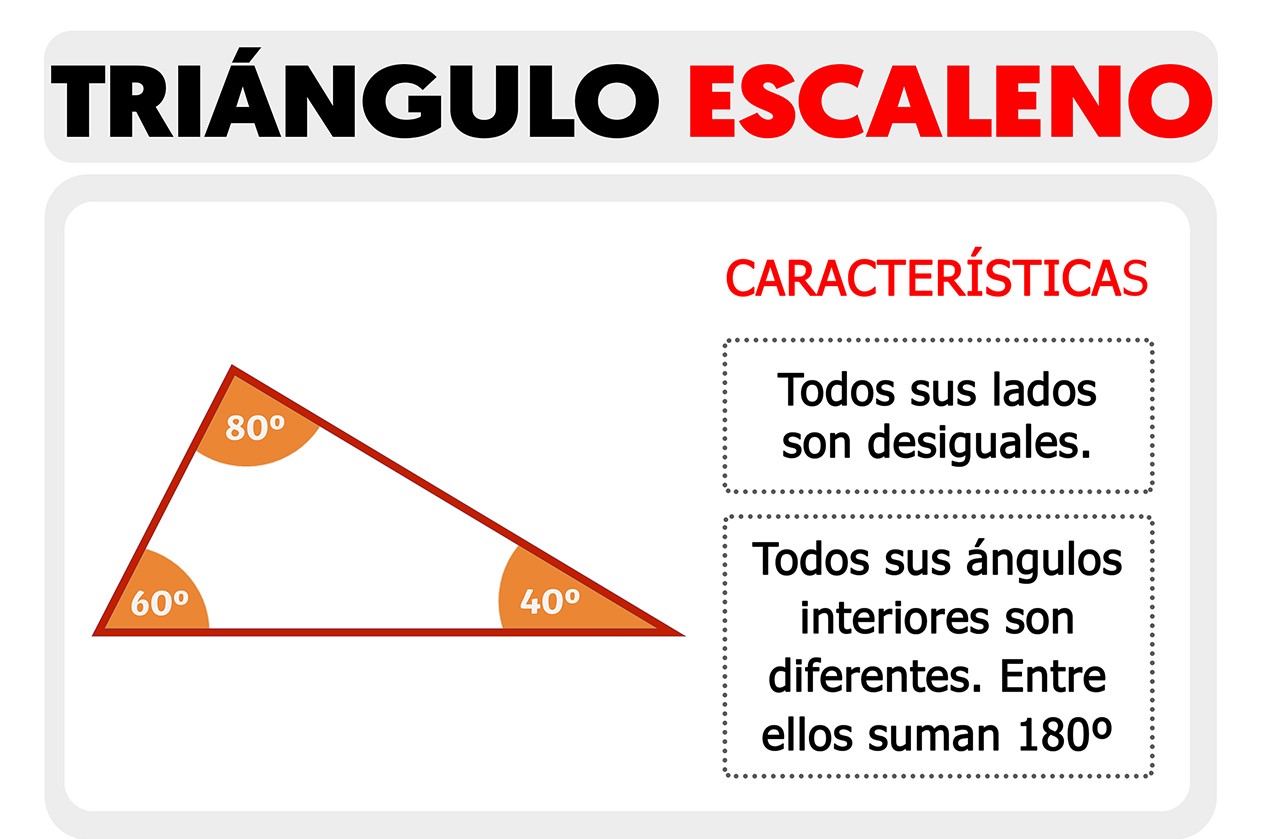 TRIÁNGULO ESCALENO
CARACTERÍSTICAS
80º
60º
40º
Todos sus lados
son desiguales.
Todos sus ángulos
interiores son
diferentes. Entre
ellos suman 180º